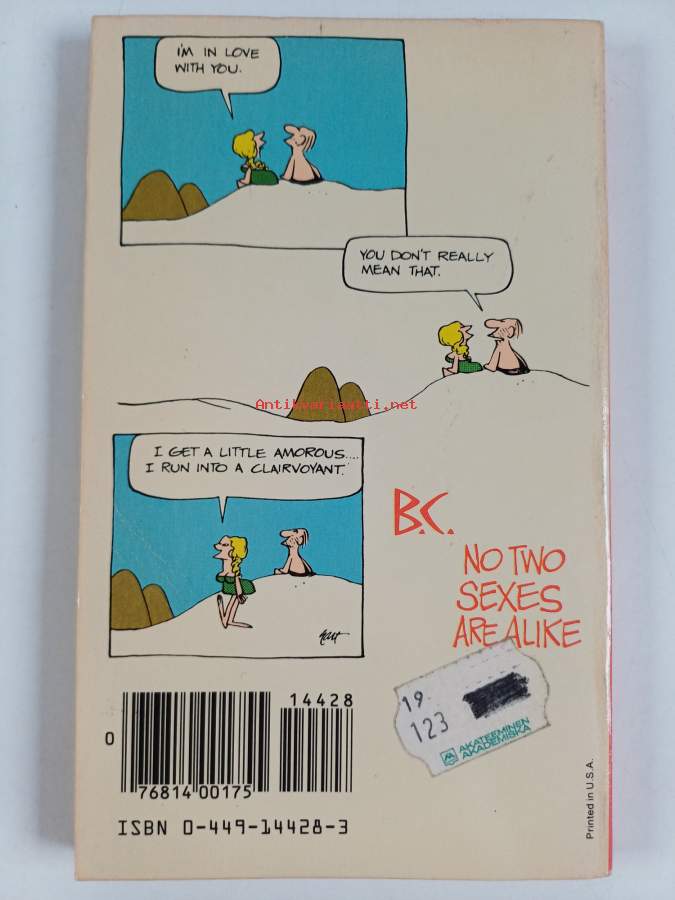 I'M IN LOVE
WITH YOU.
YOU DON'T REALLY
MEAN THAT.
Antikvariaatti.net
I GET A LITTLE AMOROUS....
I RUN INTO A CLAIRVOYANT.
HART
B.C.
NO TWO
SEXES
ARE ALIKE
19
123
AKATEEMINEN
AKADEMISKA
14428
0
76814 00175
ISBN 0-449-14428-3
Printed in U.S.A.